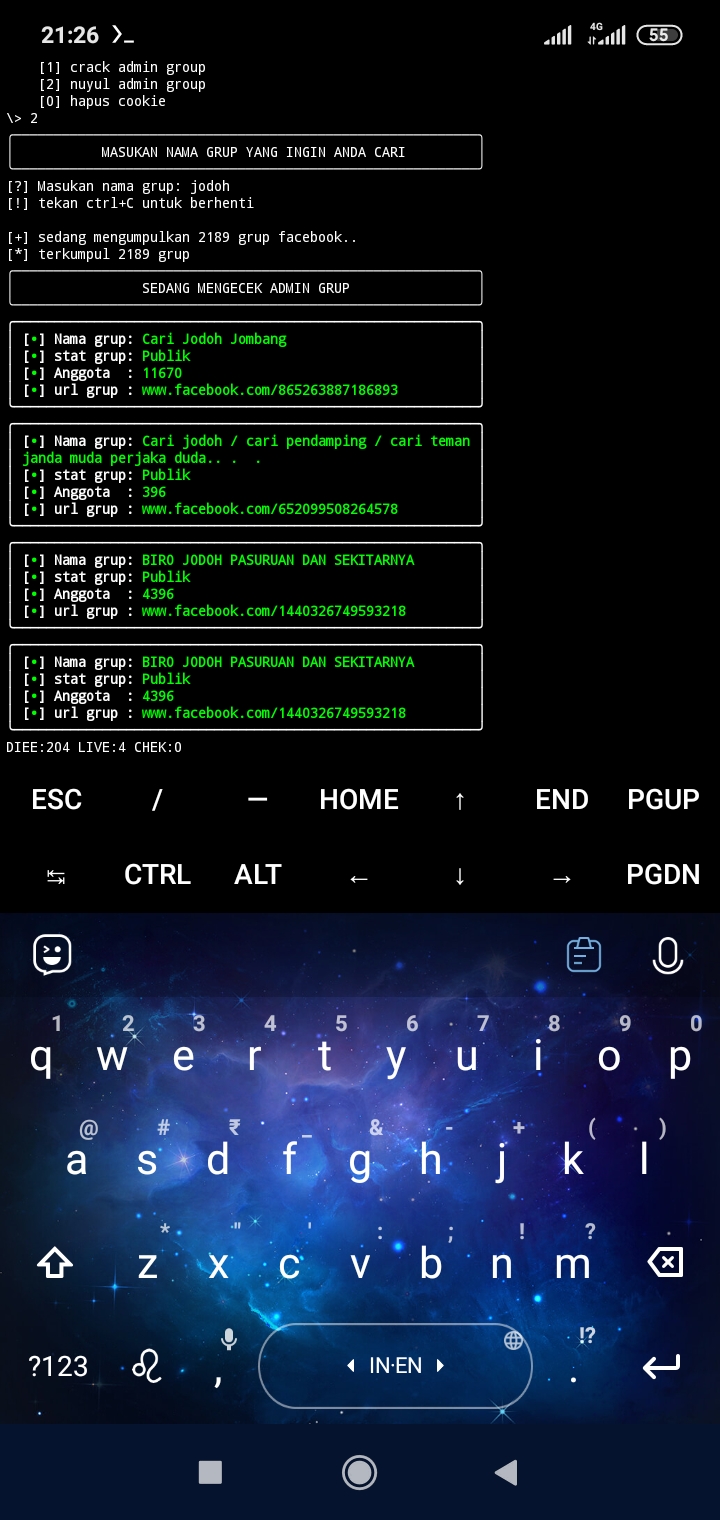 21:26 ❯_ 4G 55
[1] crack admin group
[2] nuyul admin group
[0] hapus cookie
\> 2
MASUKAN NAMA GRUP YANG INGIN ANDA CARI
[?] Masukan nama grup: jodoh
[!] tekan ctrl+C untuk berhenti
[+] sedang mengumpulkan 2189 grup facebook..
[*] terkumpul 2189 grup
SEDANG MENGECEK ADMIN GRUP
[•] Nama grup: Cari Jodoh Jombang
[•] stat grup: Publik
[•] Anggota  : 11670
[•] url grup : www.facebook.com/865263887186893
[•] Nama grup: Cari jodoh / cari pendamping / cari teman
janda muda perjaka duda.. .  .
[•] stat grup: Publik
[•] Anggota  : 396
[•] url grup : www.facebook.com/652099508264578
[•] Nama grup: BIRO JODOH PASURUAN DAN SEKITARNYA
[•] stat grup: Publik
[•] Anggota  : 4396
[•] url grup : www.facebook.com/1440326749593218
[•] Nama grup: BIRO JODOH PASURUAN DAN SEKITARNYA
[•] stat grup: Publik
[•] Anggota  : 4396
[•] url grup : www.facebook.com/1440326749593218
DIEE:204 LIVE:4 CHEK:0
ESC / — HOME ↑ END PGUP
↹ CTRL ALT ← ↓ → PGDN
1 2 3 4 5 6 7 8 9 0
q w e r t y u i o p
@ # ₹ _ & - + ( )
a s d f g h j k l
* " ' : ; ! ?
z x c v b n m
!?
?123 , IN·EN .